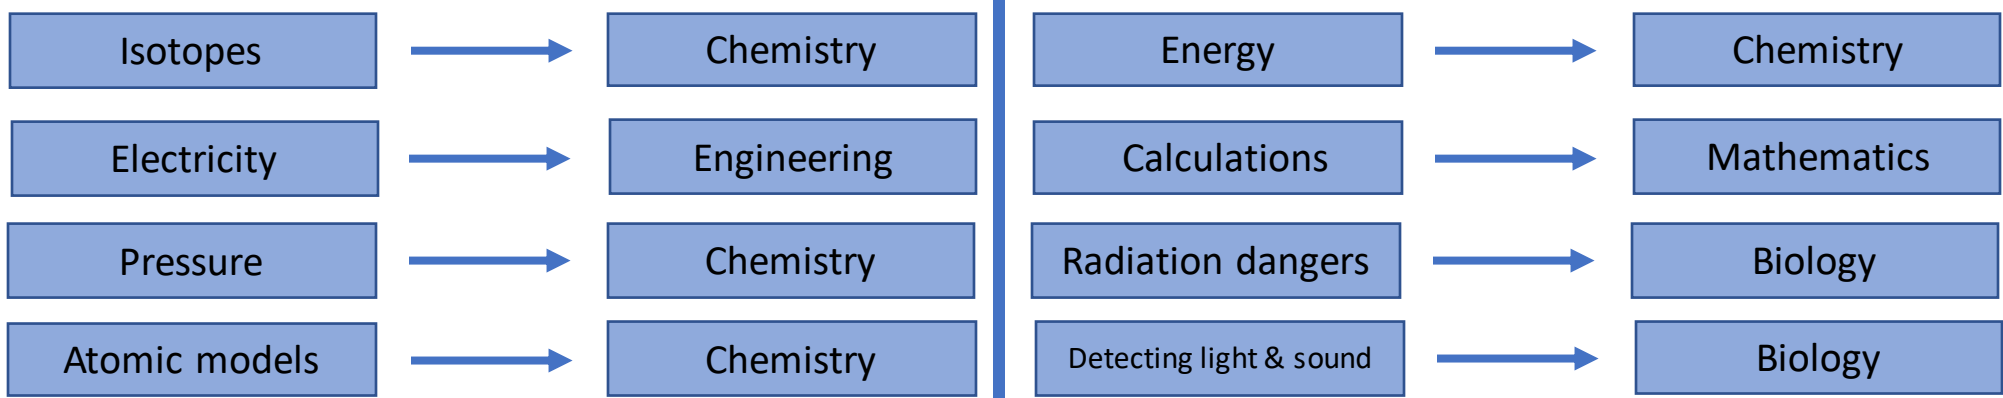 Isotopes
Chemistry
Electricity
Engineering
Pressure
Chemistry
Atomic models
Chemistry
Energy
Chemistry
Calculations
Mathematics
Radiation dangers
Biology
Detecting light & sound
Biology